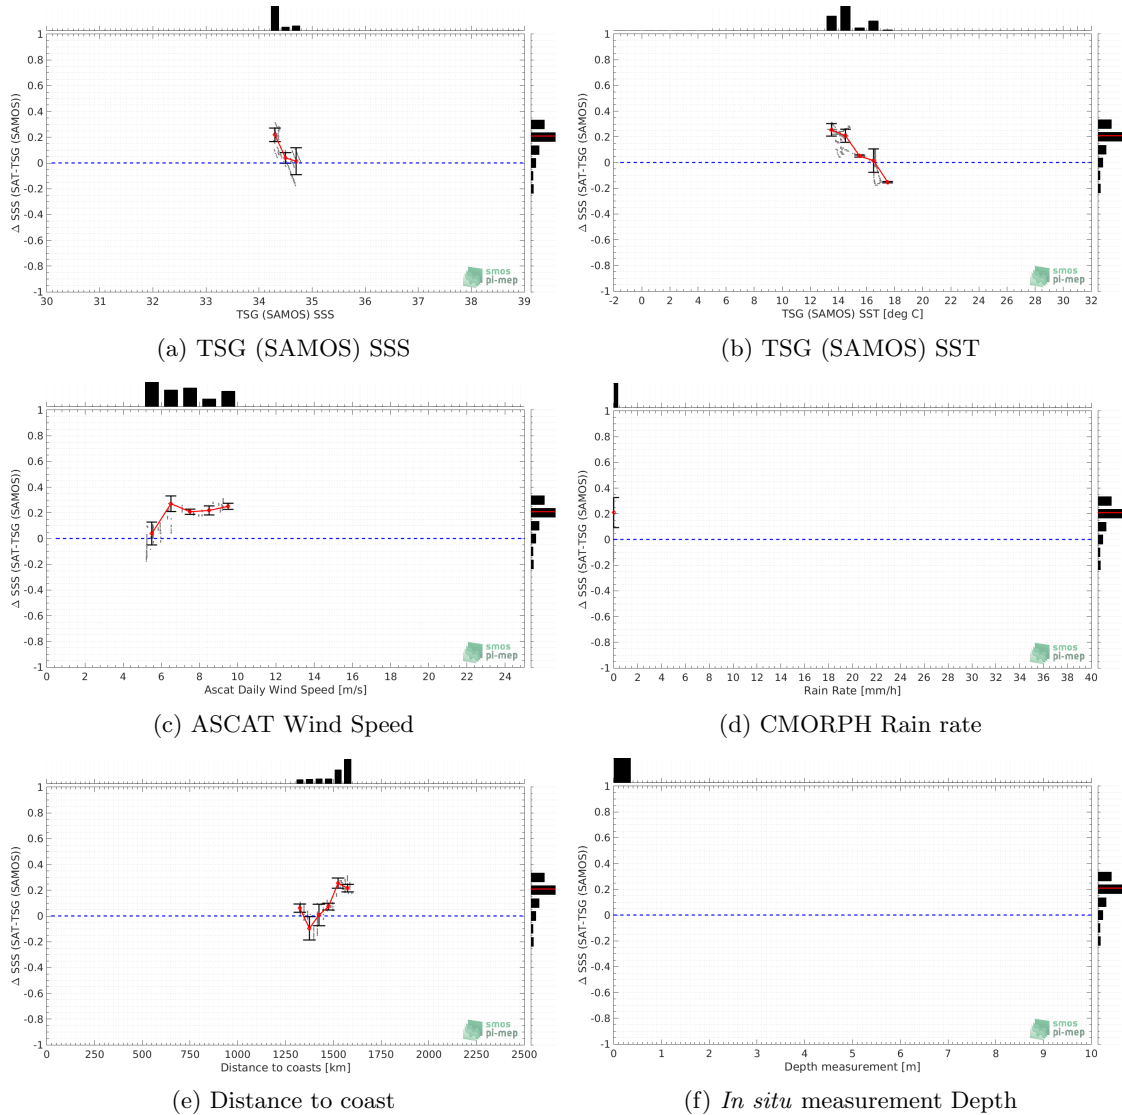 1
0.8
0.6
0.4
0.2
0
-0.2
-0.4
-0.6
-0.8
-1
Δ SSS (SAT-TSG (SAMOS))
30 31 32 33 34 35 36 37 38 39
TSG (SAMOS) SSS
smos
pi-mep
(a) TSG (SAMOS) SSS
1
0.8
0.6
0.4
0.2
0
-0.2
-0.4
-0.6
-0.8
-1
Δ SSS (SAT-TSG (SAMOS))
-2 0 2 4 6 8 10 12 14 16 18 20 22 24 26 28 30 32
TSG (SAMOS) SST [deg C]
smos
pi-mep
(b) TSG (SAMOS) SST
1
0.8
0.6
0.4
0.2
0
-0.2
-0.4
-0.6
-0.8
-1
Δ SSS (SAT-TSG (SAMOS))
0 2 4 6 8 10 12 14 16 18 20 22 24
Ascat Daily Wind Speed [m/s]
smos
pi-mep
(c) ASCAT Wind Speed
1
0.8
0.6
0.4
0.2
0
-0.2
-0.4
-0.6
-0.8
-1
Δ SSS (SAT-TSG (SAMOS))
0 2 4 6 8 10 12 14 16 18 20 22 24 26 28 30 32 34 36 38 40
Rain Rate [mm/h]
smos
pi-mep
(d) CMORPH Rain rate
1
0.8
0.6
0.4
0.2
0
-0.2
-0.4
-0.6
-0.8
-1
Δ SSS (SAT-TSG (SAMOS))
0 250 500 750 1000 1250 1500 1750 2000 2250 2500
Distance to coasts [km]
smos
pi-mep
(e) Distance to coast
1
0.8
0.6
0.4
0.2
0
-0.2
-0.4
-0.6
-0.8
-1
Δ SSS (SAT-TSG (SAMOS))
0 1 2 3 4 5 6 7 8 9 10
Depth measurement [m]
smos
pi-mep
(f) In situ measurement Depth